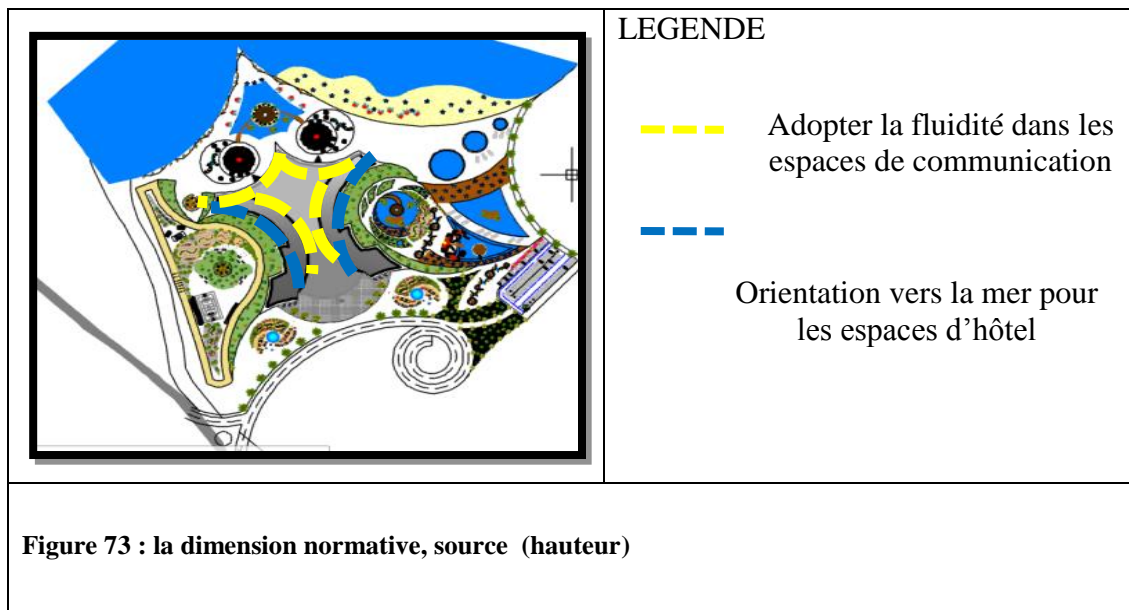 LEGENDE
Adopter la fluidité dans les
espaces de communication
Orientation vers la mer pour
les espaces d’hôtel
Figure 73 : la dimension normative, source  (hauteur)